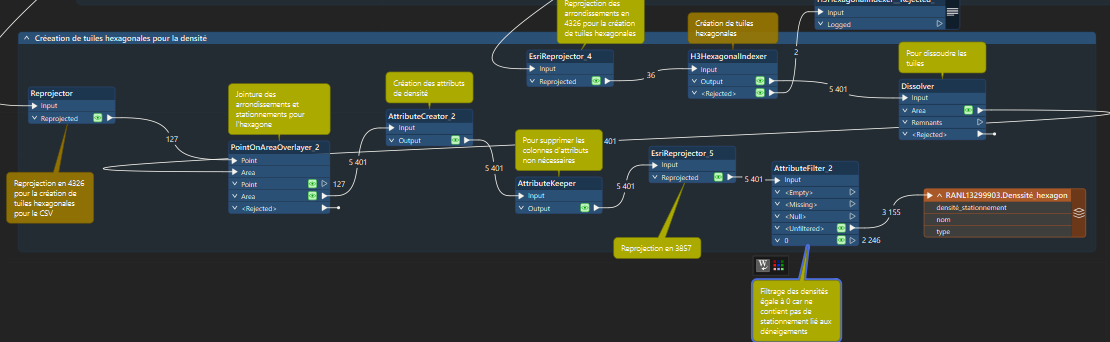 Reprojection des
arrondissements en
4326 pour la création
de tuiles hexagonales
Input
Logged
Créeation de tuiles hexagonales pour la densité
Création de tuiles
hexagonales
2
Pour dissoudre les
tuiles
EsriReprojector_4
Input
Reprojected
36
H3HexagonalIndexer
Input
Output
<Rejected>
5 401
Dissolver
Input
Area
Remnants
<Rejected>
Reprojector
Input
Reprojected
127
Jointure des
arrondissements et
stationnements pour
l'hexagone
Création des attributs
de densité
AttributeCreator_2
Input
Output
5 401
Reprojection en 4326
pour la création de
tuiles hexagonales
pour le CSV
PointOnAreaOverlayer_2
Point
Area
Point
127
Area
<Rejected>
5 401
Pour supprimer les
colonnes d'attributs
non nécessaires
401
AttributeKeeper
Input
Output
5 401
EsriReprojector_5
Input
Reprojected
5 401
Reprojection en 3857
AttributeFilter_2
Input
<Empty>
<Missing>
<Null>
<Unfiltered>
0
2 246
3 155
RANL13299903.Denssité_hexagon
densité_stationnement
nom
type
Filtrage des densités
égale à 0 car ne
contient pas de
stationnement lié aux
déneigements